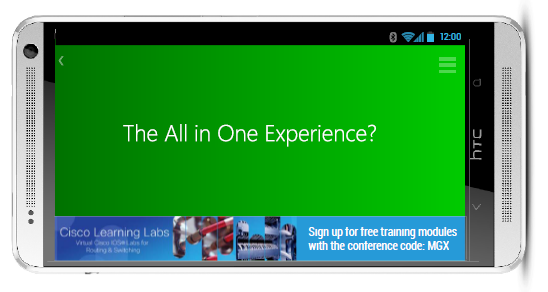 12:00
The All in One Experience?
hTC
Cisco Learning Labs
Virtual Cisco IOS® Labs for
Routing & Switching
Sign up for free training modules
with the conference code: MGX